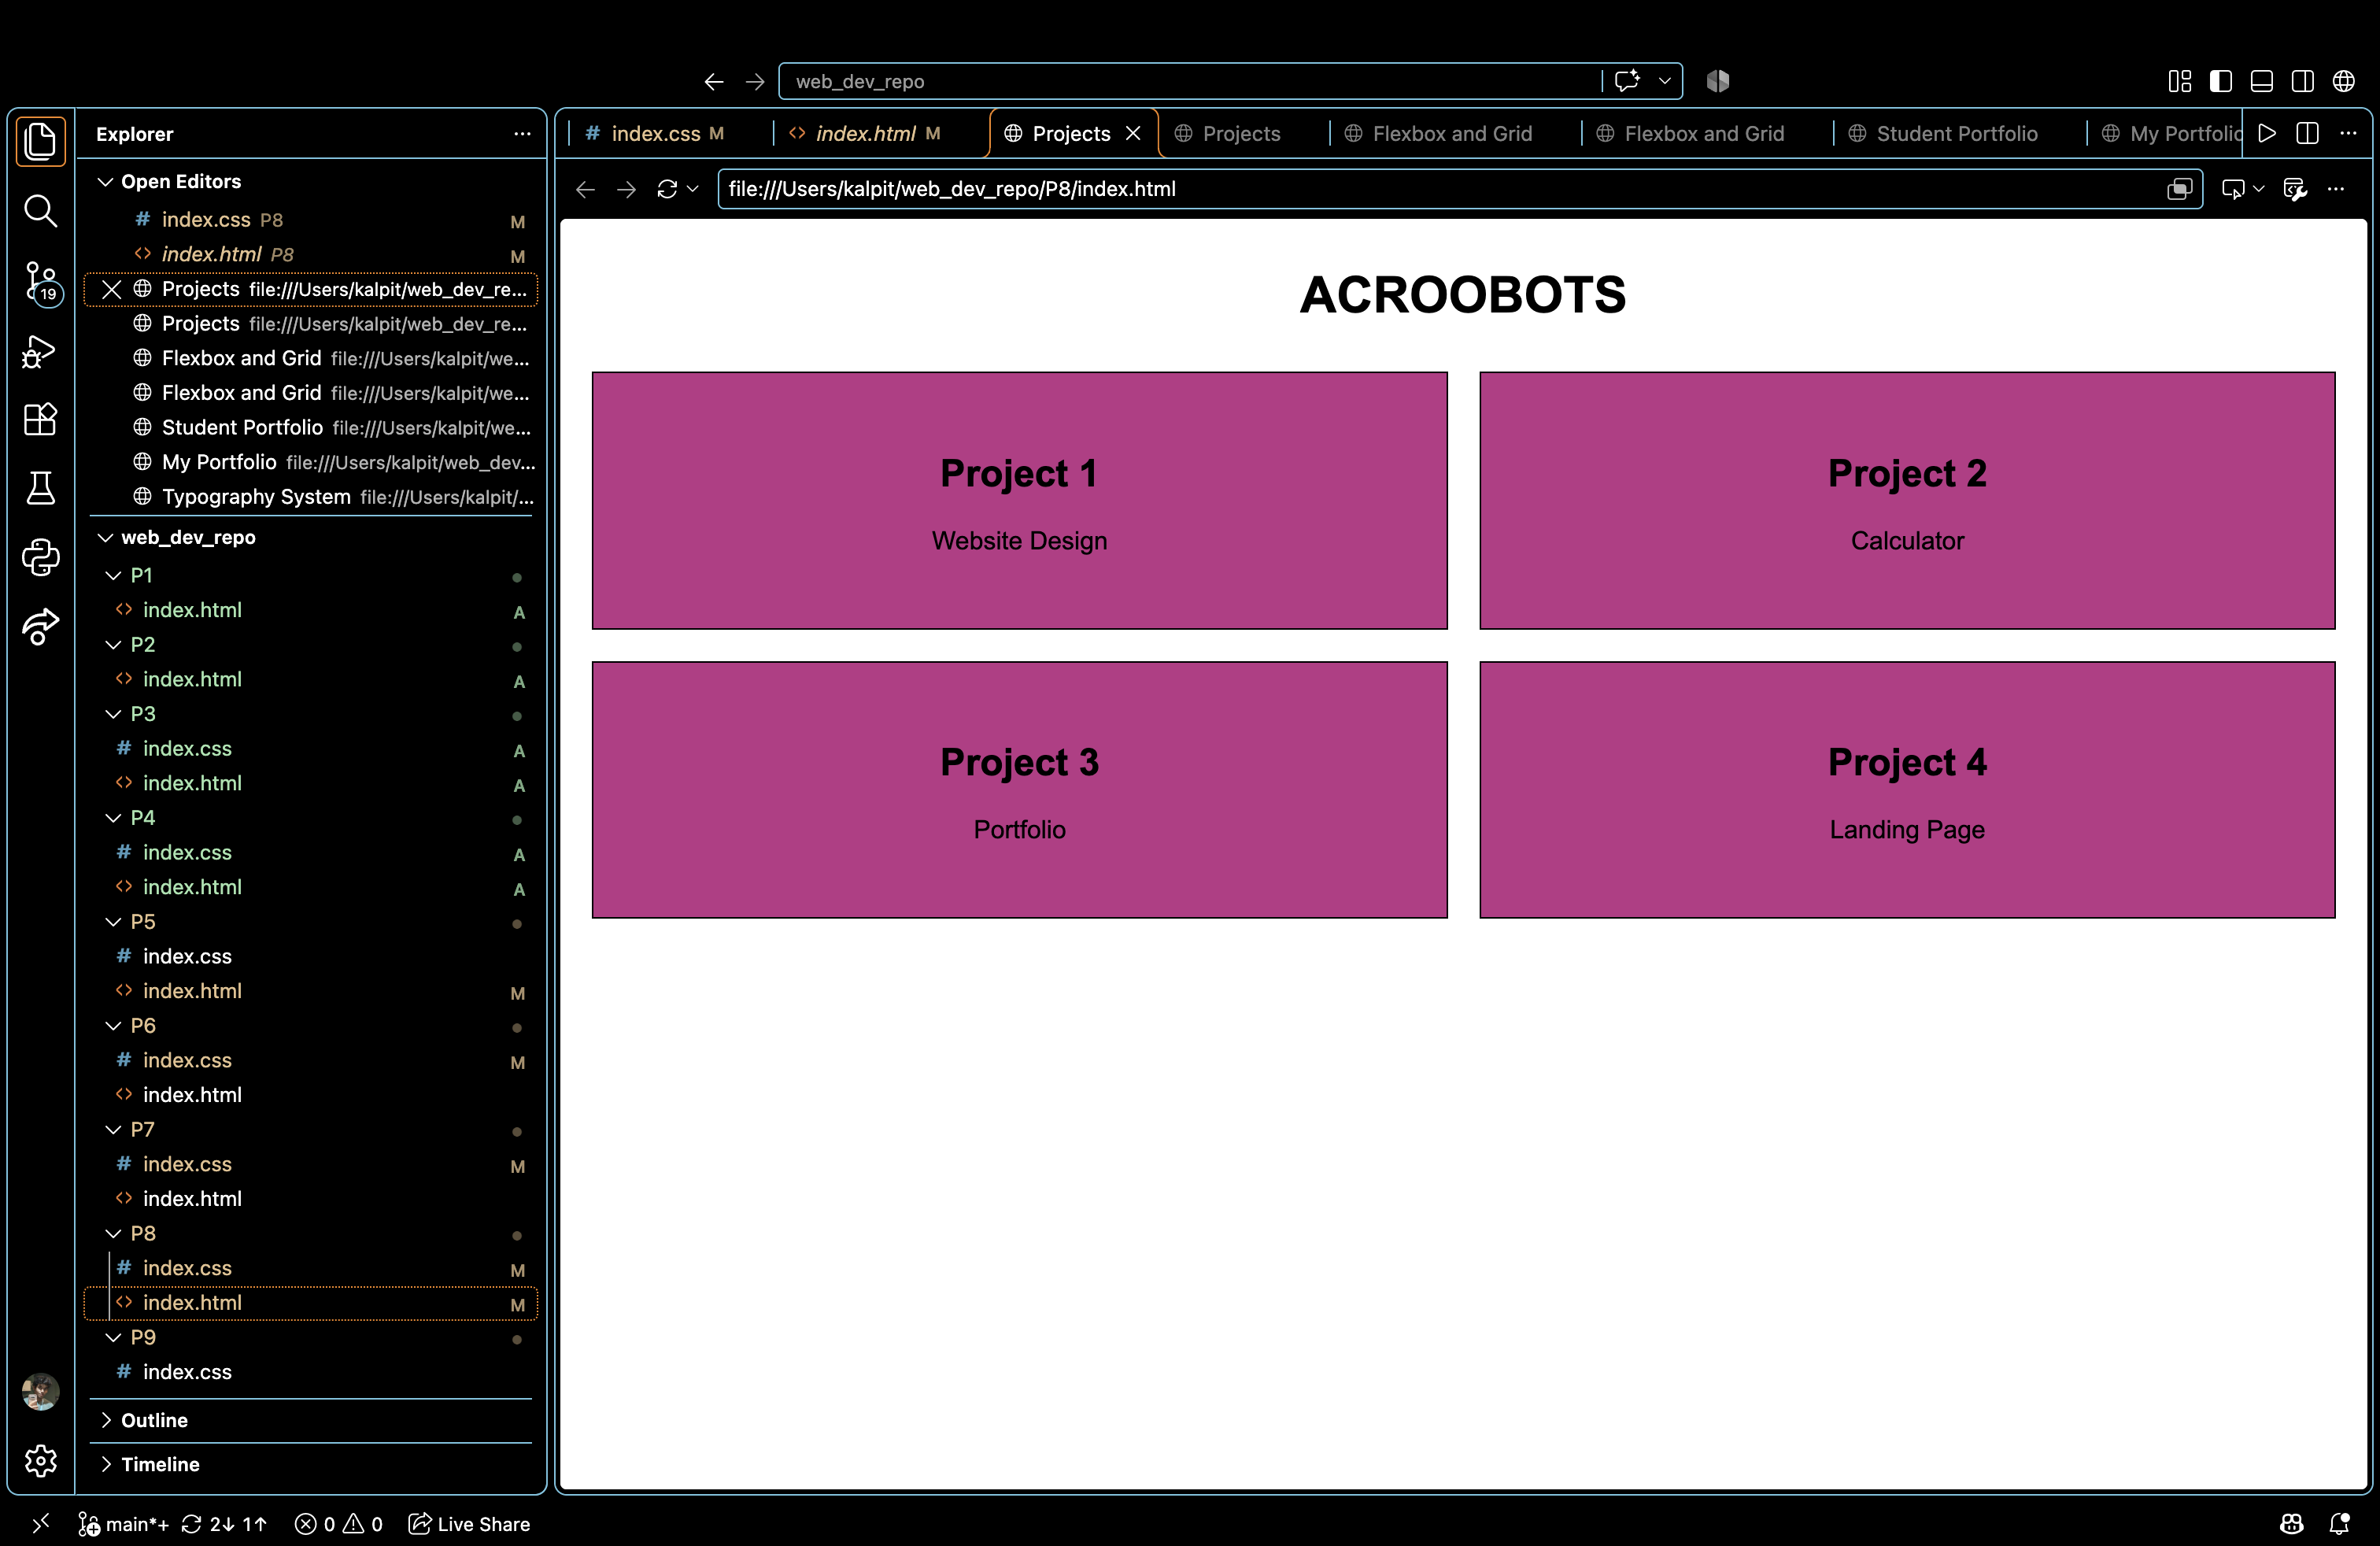 web_dev_repo
Explorer
Open Editors
index.css P8 M
index.html P8 M
Projects file:///Users/kalpit/web_dev_re...
Projects file:///Users/kalpit/web_dev_re...
Flexbox and Grid file:///Users/kalpit/we...
Flexbox and Grid file:///Users/kalpit/we...
Student Portfolio file:///Users/kalpit/we...
My Portfolio file:///Users/kalpit/web_dev...
Typography System file:///Users/kalpit/...
web_dev_repo
P1
index.html A
P2
index.html A
P3
# index.css A
index.html A
P4
# index.css A
index.html A
P5
# index.css
index.html M
P6
# index.css M
index.html
P7
# index.css M
index.html
P8
# index.css M
index.html M
P9
# index.css
Outline
Timeline
19
# index.css M index.html M Projects Projects Flexbox and Grid Flexbox and Grid Student Portfolio My Portfolio
file:///Users/kalpit/web_dev_repo/P8/index.html
ACROOBOTS
Project 1
Website Design
Project 2
Calculator
Project 3
Portfolio
Project 4
Landing Page
main*+ 2↓ 1↑ 0 0 Live Share